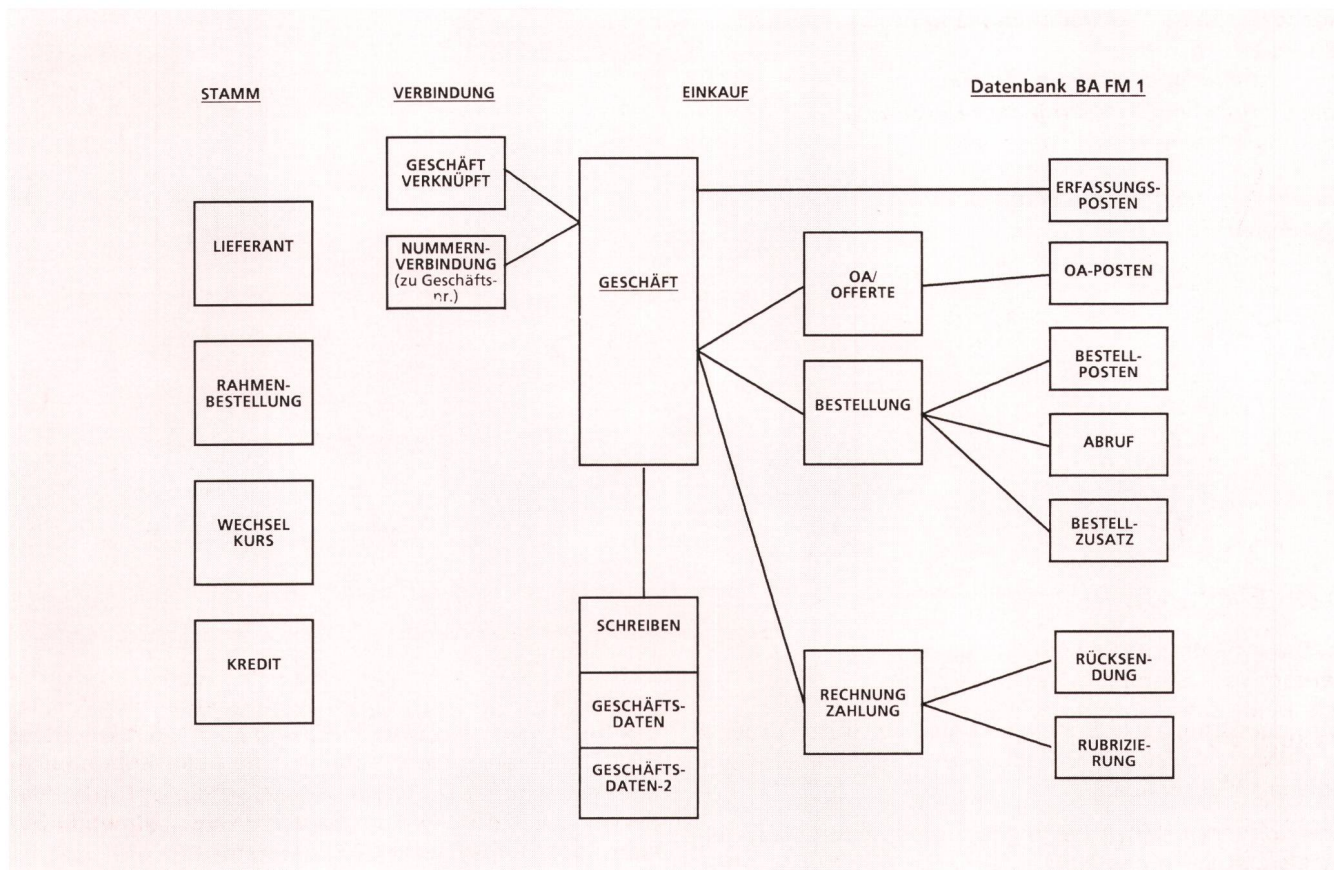 STAMM
VERBINDUNG
EINKAUF
Datenbank BA FM 1
LIEFERANT
RAHMEN-
BESTELLUNG
WECHSEL
KURS
KREDIT
GESCHÄFT
VERKNÜPFT
NUMMERN-
VERBINDUNG
(zu Geschäfts-
nr.)
GESCHÄFT
SCHREIBEN
GESCHÄFTS-
DATEN
GESCHÄFTS-
DATEN-2
OA/
OFFERTE
BESTELLUNG
RECHNUNG
ZAHLUNG
ERFASSUNGS-
POSTEN
OA-POSTEN
BESTELL-
POSTEN
ABRUF
BESTELL-
ZUSATZ
RÜCKSEN-
DUNG
RUBRIZIE-
RUNG